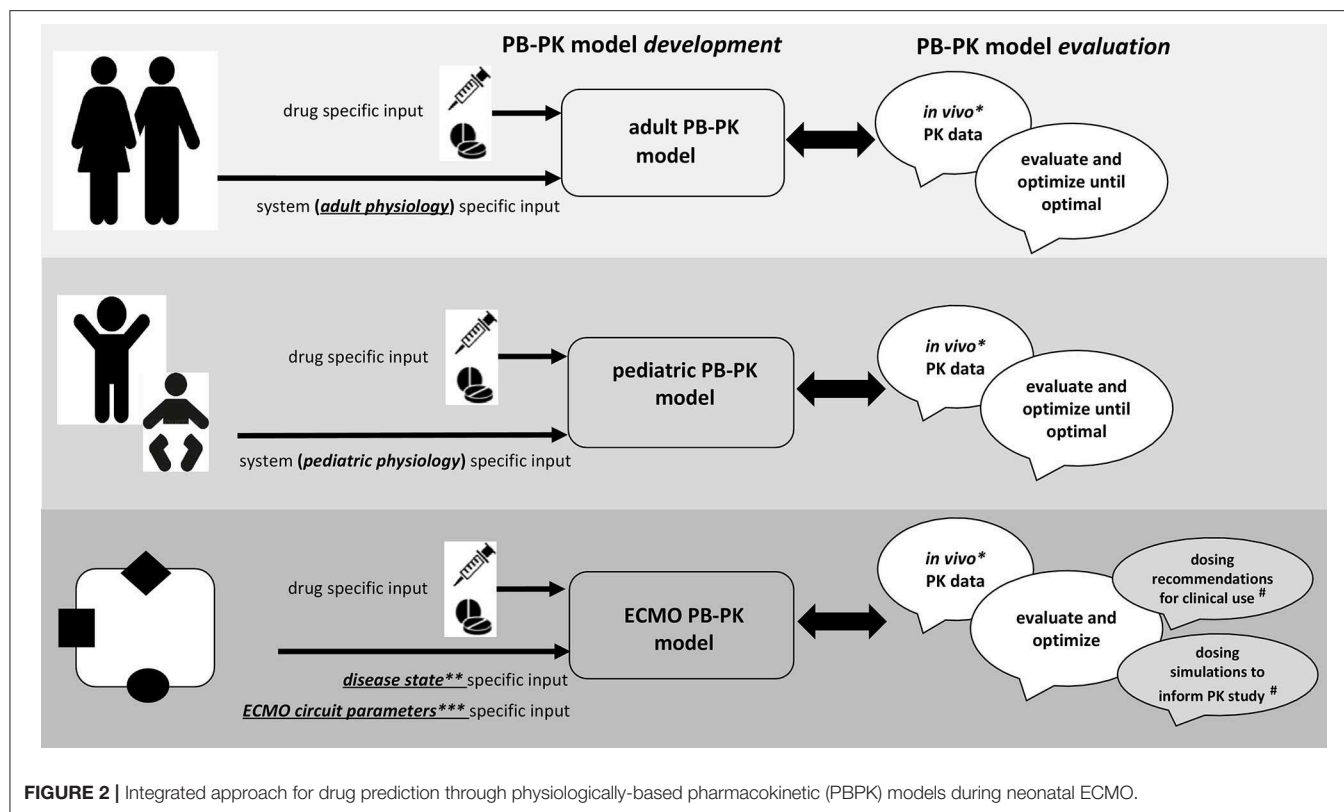 PB-PK model development
PB-PK model evaluation
drug specific input
system (adult physiology) specific input
adult PB-PK
model
in vivo*
PK data
evaluate and
optimize until
optimal
drug specific input
system (pediatric physiology) specific input
pediatric PB-PK
model
in vivo*
PK data
evaluate and
optimize until
optimal
drug specific input
disease state** specific input
ECMO circuit parameters*** specific input
ECMO PB-PK
model
in vivo*
PK data
evaluate and
optimize
dosing
recommendations
for clinical use #
dosing
simulations to
inform PK study #
FIGURE 2 | Integrated approach for drug prediction through physiologically-based pharmacokinetic (PBPK) models during neonatal ECMO.